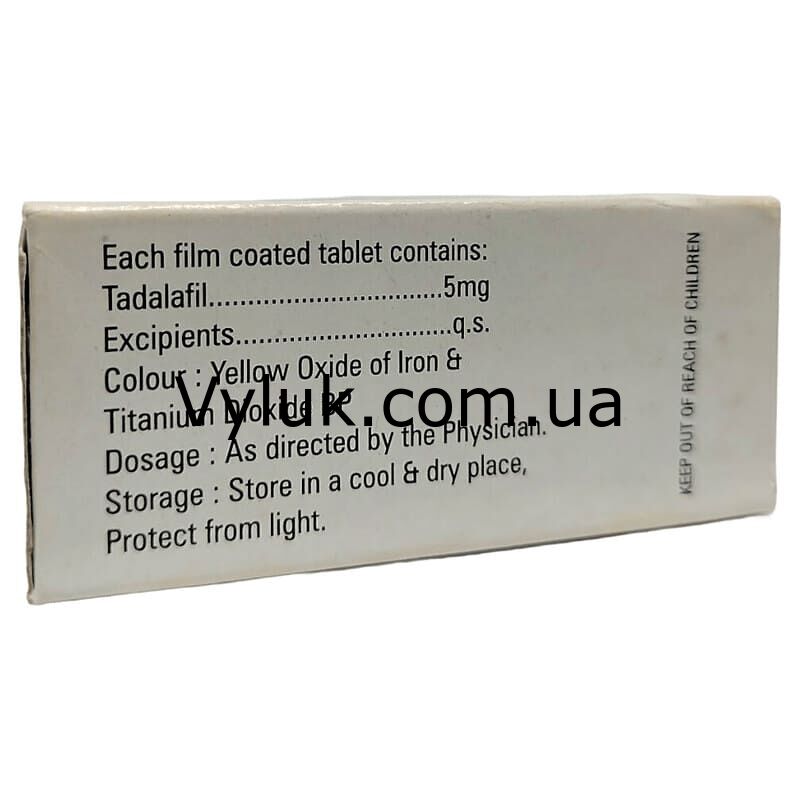 Each film coated tablet contains:
Tadalafil..............................5mg
Excipients............................q.s.
Colour : Yellow Oxide of Iron &
Titanium Dioxide BP
Dosage : As directed by the Physician.
Storage : Store in a cool & dry place,
Protect from light.
KEEP OUT OF REACH OF CHILDREN
Vyluk.com.ua